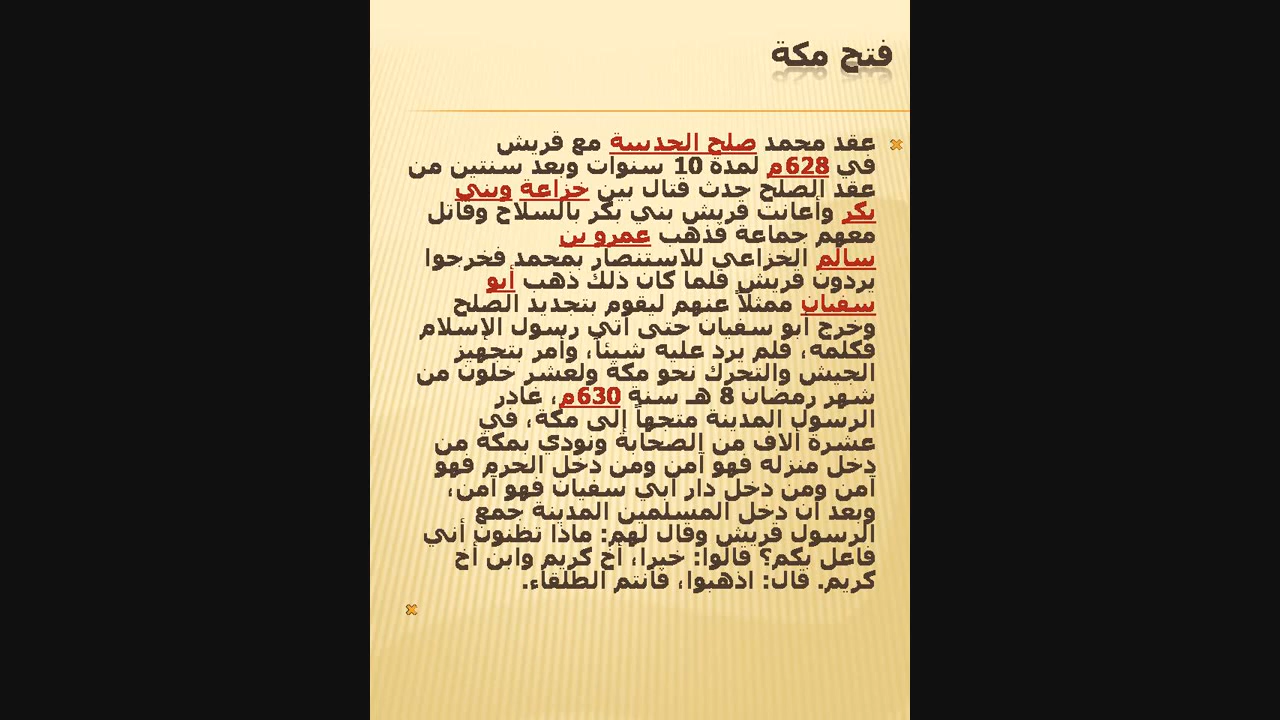 فتح مكة
عقد محمد صلح الحديبية مع قريش
في 628م لمدة 10 سنوات وبعد سنتين من
عقد الصلح حدث قتال بين خزاعة وبني
بكر وأعانت قريش بني بكر بالسلاح وقاتل
معهم جماعة فذهب عمرو بن
سالم الخزاعي للاستنصار بمحمد فخرجوا
يردون قريش فلما كان ذلك ذهب أبو
سفيان ممثلاً عنهم ليقوم بتجديد الصلح
وخرج أبو سفيان حتى أتي رسول الإسلام
فكلمه، فلم يرد عليه شيئاً، وأمر بتجهيز
الجيش والتحرك نحو مكة ولعشر خلون من
شهر رمضان 8 هـ سنة 630م، غادر
الرسول المدينة متجهاً إلى مكة، في
عشرة آلاف من الصحابة ونودي بمكة من
دخل منزله فهو آمن ومن دخل الحرم فهو
آمن ومن دخل دار أبي سفيان فهو آمن،
وبعد أن دخل المسلمين المدينة جمع
الرسول قريش وقال لهم: ماذا تظنون أني
فاعل بكم؟ قالوا: خيرا، أخ كريم وابن أخ
كريم. قال: اذهبوا، فأنتم الطلقاء.